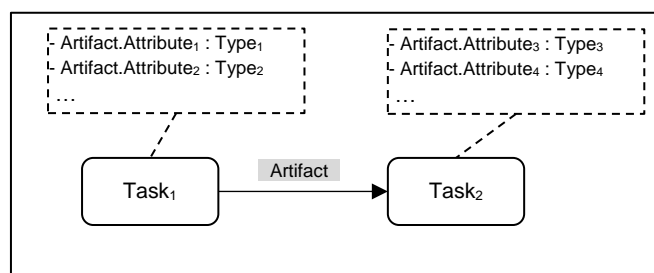 - Artifact.Attribute₁ : Type₁
- Artifact.Attribute₂ : Type₂
...
- Artifact.Attribute₃ : Type₃
- Artifact.Attribute₄ : Type₄
...
Task₁
Artifact
Task₂